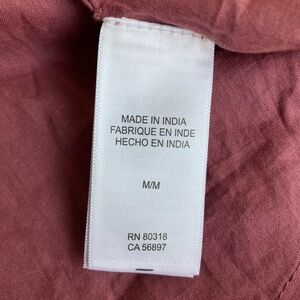 MADE IN INDIA
FABRIQUE EN INDE
HECHO EN INDIA
M/M
RN 80318
CA 56897